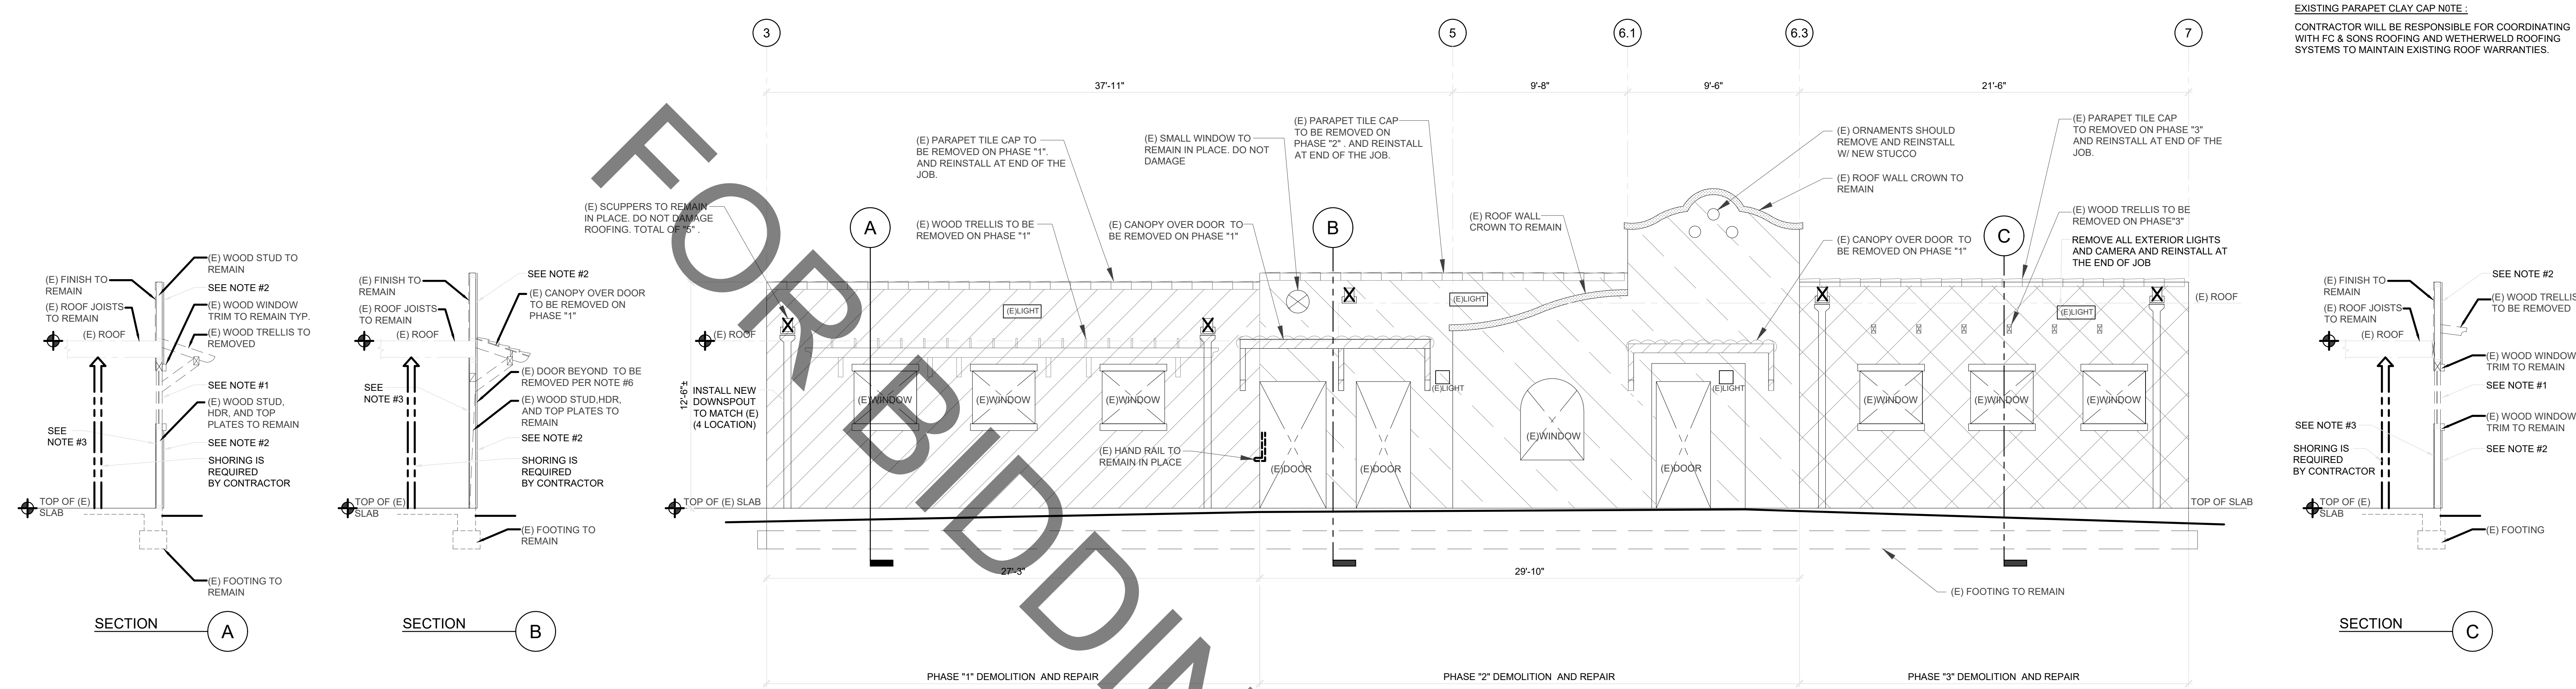 EXISTING PARAPET CLAY CAP N0TE :
CONTRACTOR WILL BE RESPONSIBLE FOR COORDINATING
WITH FC & SONS ROOFING AND WETHERWELD ROOFING
SYSTEMS TO MAINTAIN EXISTING ROOF WARRANTIES.
3
5
6.1
6.3
7
37'-11"
9'-8"
9'-6"
21'-6"
(E) FINISH TO
REMAIN
(E) ROOF JOISTS
TO REMAIN
(E) ROOF
SEE
NOTE #3
TOP OF (E)
SLAB
(E) WOOD STUD TO
REMAIN
SEE NOTE #2
(E) WOOD WINDOW
TRIM TO REMAIN TYP.
(E) WOOD TRELLIS TO
REMOVED
SEE NOTE #1
(E) WOOD STUD,
HDR, AND TOP
PLATES TO REMAIN
SEE NOTE #2
SHORING IS
REQUIRED
BY CONTRACTOR
(E) FOOTING TO
REMAIN
SECTION
A
(E) FINISH TO
REMAIN
(E) ROOF JOISTS
TO REMAIN
(E) ROOF
SEE
NOTE #3
TOP OF (E)
SLAB
SEE NOTE #2
(E) CANOPY OVER DOOR
TO BE REMOVED ON
PHASE "1"
(E) DOOR BEYOND  TO BE
REMOVED PER NOTE #6
(E) WOOD STUD,HDR,
AND TOP PLATES TO
REMAIN
SEE NOTE #2
SHORING IS
REQUIRED
BY CONTRACTOR
(E) FOOTING TO
REMAIN
SECTION
B
(E) SCUPPERS TO REMAIN
IN PLACE. DO NOT DAMAGE
ROOFING. TOTAL OF "5" .
(E) PARAPET TILE CAP TO
BE REMOVED ON PHASE "1".
AND REINSTALL AT END OF THE
JOB.
(E) WOOD TRELLIS TO BE
REMOVED ON PHASE "1"
(E) SMALL WINDOW TO
REMAIN IN PLACE. DO NOT
DAMAGE
(E) CANOPY OVER DOOR  TO
BE REMOVED ON PHASE "1"
(E) PARAPET TILE CAP
TO BE REMOVED ON
PHASE "2" . AND REINSTALL
AT END OF THE JOB.
(E) ROOF WALL
CROWN TO REMAIN
(E) ORNAMENTS SHOULD
REMOVE AND REINSTALL
W/ NEW STUCCO
(E) ROOF WALL CROWN TO
REMAIN
(E) CANOPY OVER DOOR  TO
BE REMOVED ON PHASE "1"
(E) PARAPET TILE CAP
TO REMOVED ON PHASE "3"
AND REINSTALL AT END OF THE
JOB.
(E) WOOD TRELLIS TO BE
REMOVED ON PHASE"3"
REMOVE ALL EXTERIOR LIGHTS
AND CAMERA AND REINSTALL AT
THE END OF JOB
A
B
C
(E) ROOF
(E) ROOF
12'-6"±
INSTALL NEW
DOWNSPOUT
TO MATCH (E)
(4 LOCATION)
(E)LIGHT
(E)LIGHT
(E)LIGHT
(E)LIGHT
(E)LIGHT
(E)WINDOW
(E)WINDOW
(E)WINDOW
(E)WINDOW
(E)WINDOW
(E)WINDOW
(E)WINDOW
(E) HAND RAIL TO
REMAIN IN PLACE
(E)DOOR
(E)DOOR
(E)DOOR
TOP OF (E) SLAB
TOP OF SLAB
27'-3"
29'-10"
(E) FOOTING TO REMAIN
PHASE "1" DEMOLITION  AND REPAIR
PHASE "2" DEMOLITION  AND REPAIR
PHASE "3" DEMOLITION  AND REPAIR
(E) FINISH TO
REMAIN
(E) ROOF JOISTS
TO REMAIN
(E) ROOF
SEE NOTE #3
SHORING IS
REQUIRED
BY CONTRACTOR
TOP OF (E)
SLAB
SEE NOTE #2
(E) WOOD TRELLIS
TO BE REMOVED
(E) WOOD WINDOW
TRIM TO REMAIN
SEE NOTE #1
(E) WOOD WINDOW
TRIM TO REMAIN
SEE NOTE #2
(E) FOOTING
SECTION
C
FOR BIDDIN